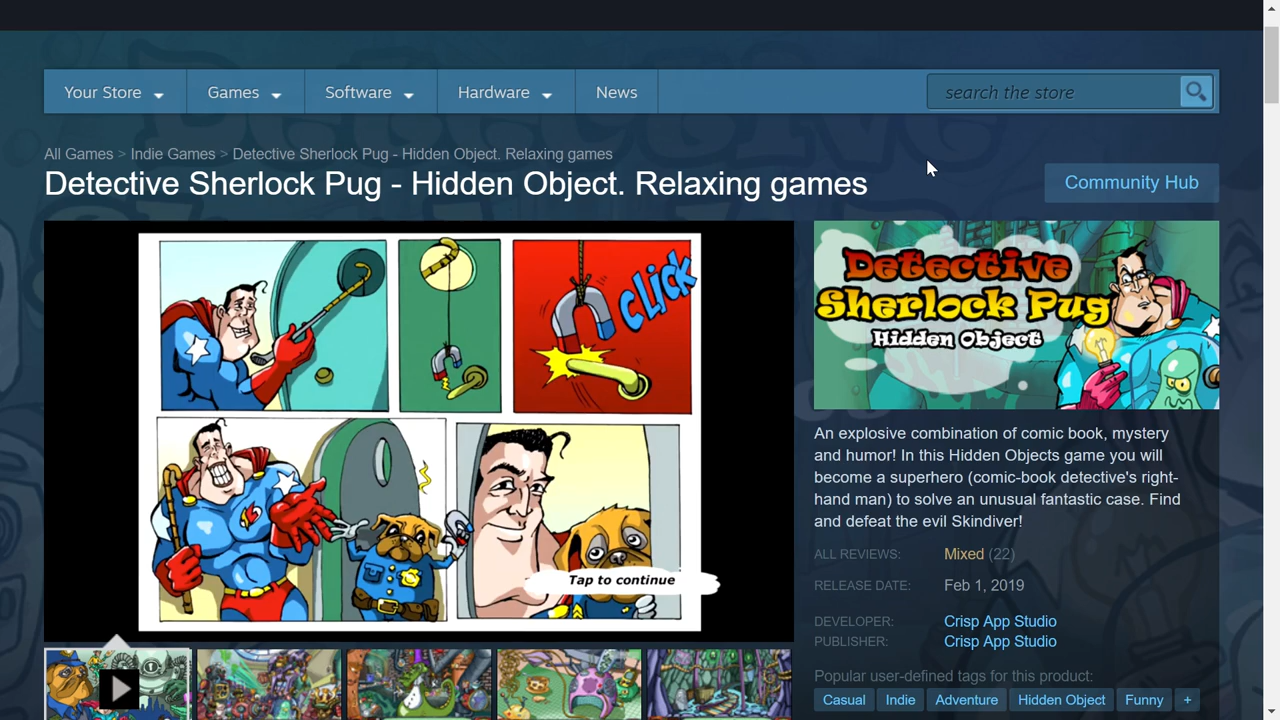 Your Store
Games
Software
Hardware
News
search the store
All Games > Indie Games > Detective Sherlock Pug - Hidden Object. Relaxing games
Detective Sherlock Pug - Hidden Object. Relaxing games
Community Hub
CLICK
Tap to continue
Detective
Sherlock Pug
Hidden Object
An explosive combination of comic book, mystery
and humor! In this Hidden Objects game you will
become a superhero (comic-book detective's right-
hand man) to solve an unusual fantastic case. Find
and defeat the evil Skindiver!
ALL REVIEWS: Mixed (22)
RELEASE DATE: Feb 1, 2019
DEVELOPER: Crisp App Studio
PUBLISHER: Crisp App Studio
Popular user-defined tags for this product:
Casual Indie Adventure Hidden Object Funny +